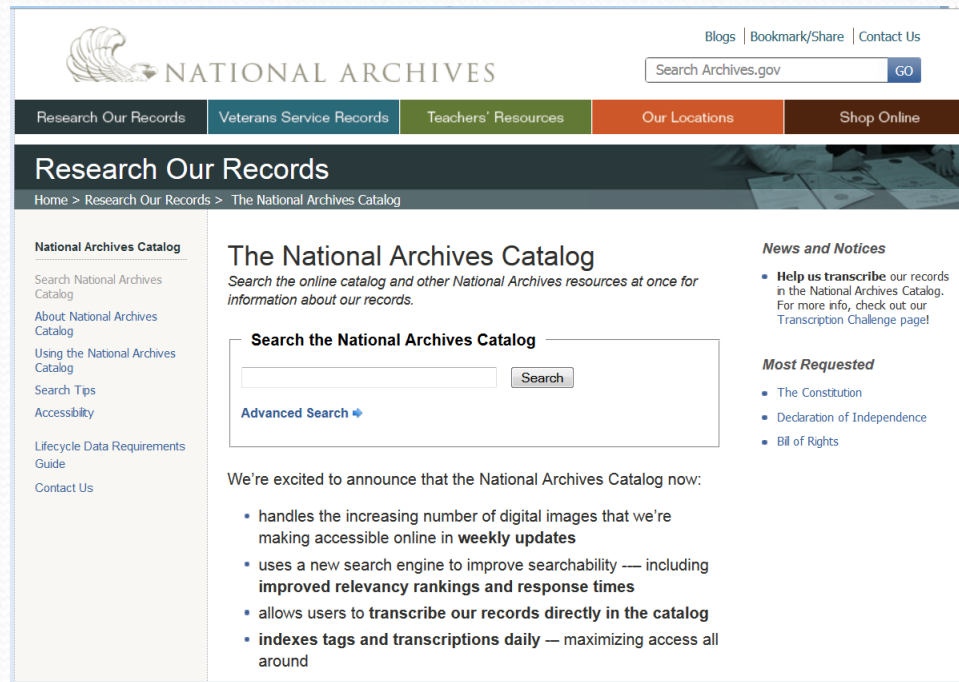 Blogs | Bookmark/Share | Contact Us
NATIONAL ARCHIVES
Search Archives.gov GO
Research Our Records Veterans Service Records Teachers' Resources Our Locations Shop Online
Research Our Records
Home > Research Our Records > The National Archives Catalog
National Archives Catalog
Search National Archives
Catalog
About National Archives
Catalog
Using the National Archives
Catalog
Search Tips
Accessibility
Lifecycle Data Requirements
Guide
Contact Us
The National Archives Catalog
Search the online catalog and other National Archives resources at once for
information about our records.
Search the National Archives Catalog
Search
Advanced Search
We're excited to announce that the National Archives Catalog now:
• handles the increasing number of digital images that we're
making accessible online in weekly updates
• uses a new search engine to improve searchability ---- including
improved relevancy rankings and response times
• allows users to transcribe our records directly in the catalog
• indexes tags and transcriptions daily --- maximizing access all
around
News and Notices
• Help us transcribe our records
in the National Archives Catalog.
For more info, check out our
Transcription Challenge page!
Most Requested
• The Constitution
• Declaration of Independence
• Bill of Rights